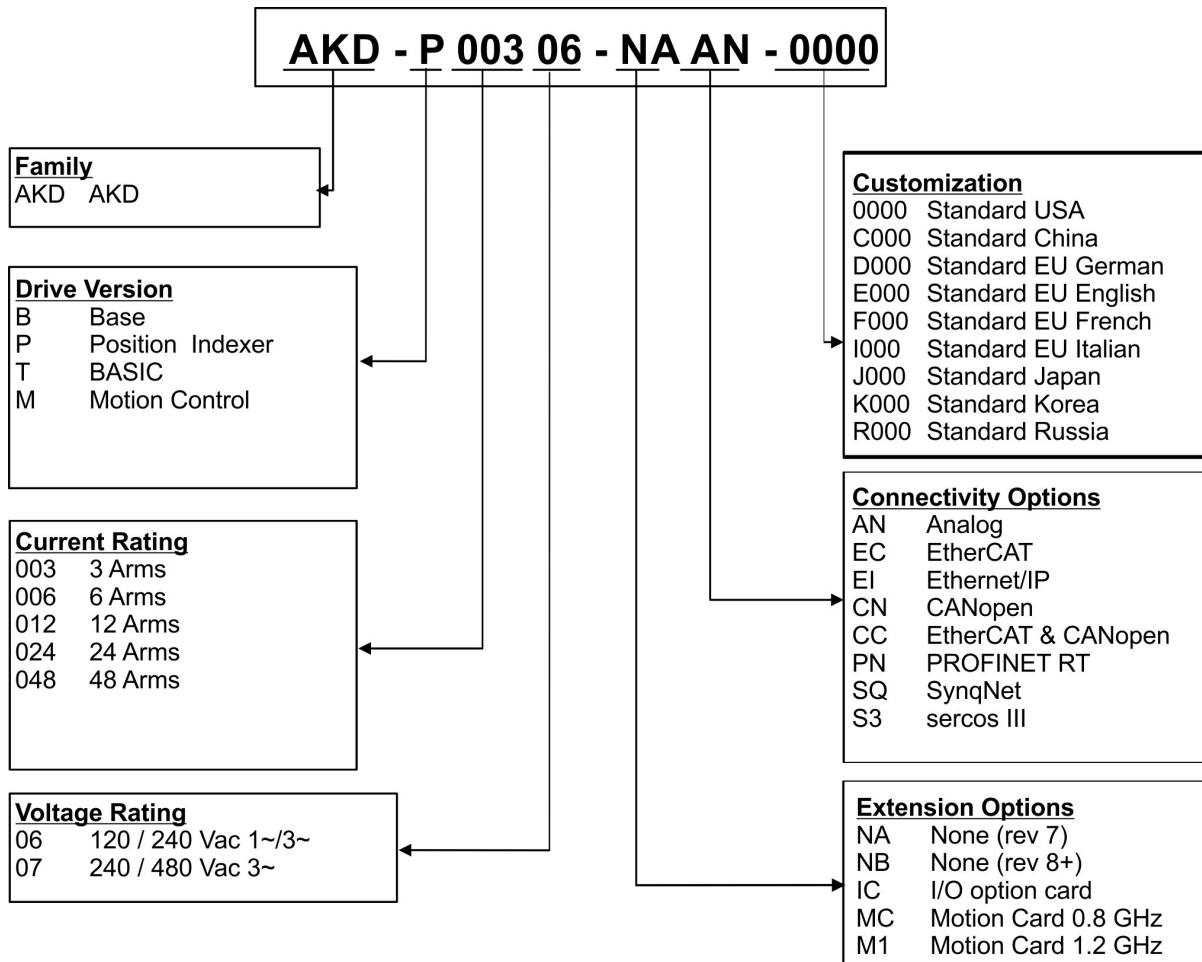 AKD - P 003 06 - NA AN - 0000
Family
AKD AKD
Drive Version
B Base
P Position Indexer
T BASIC
M Motion Control
Current Rating
003 3 Arms
006 6 Arms
012 12 Arms
024 24 Arms
048 48 Arms
Voltage Rating
06 120 / 240 Vac 1~/3~
07 240 / 480 Vac 3~
Customization
0000 Standard USA
C000 Standard China
D000 Standard EU German
E000 Standard EU English
F000 Standard EU French
I000 Standard EU Italian
J000 Standard Japan
K000 Standard Korea
R000 Standard Russia
Connectivity Options
AN Analog
EC EtherCAT
EI Ethernet/IP
CN CANopen
CC EtherCAT & CANopen
PN PROFINET RT
SQ SynqNet
S3 sercos III
Extension Options
NA None (rev 7)
NB None (rev 8+)
IC I/O option card
MC Motion Card 0.8 GHz
M1 Motion Card 1.2 GHz